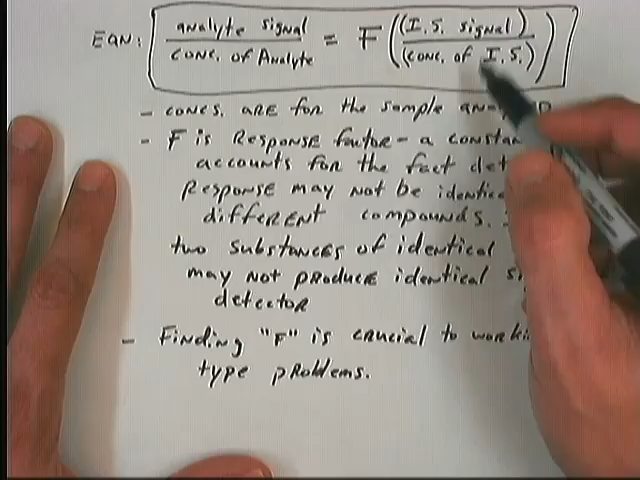 EQN: analyte signal / conc. of Analyte = F ((I.S. signal) / (conc. of I.S.))
- concs. are for the sample
- F is Response factor - a
accounts for the fact
Response may not be
different compounds.
two substances of identical
may not produce identical
detector
- Finding "F" is crucial to
type problems.